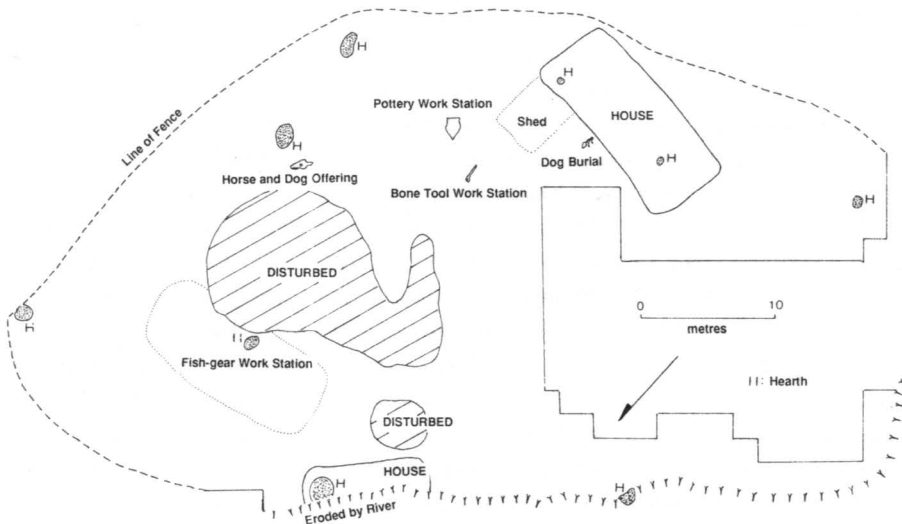 H
Line of Fence
H
Pottery Work Station
Shed
HOUSE
H
H
Horse and Dog Offering
Dog Burial
H
Bone Tool Work Station
H
DISTURBED
0 10
metres
H
H
Fish-gear Work Station
H: Hearth
DISTURBED
HOUSE
H
H
Eroded by River